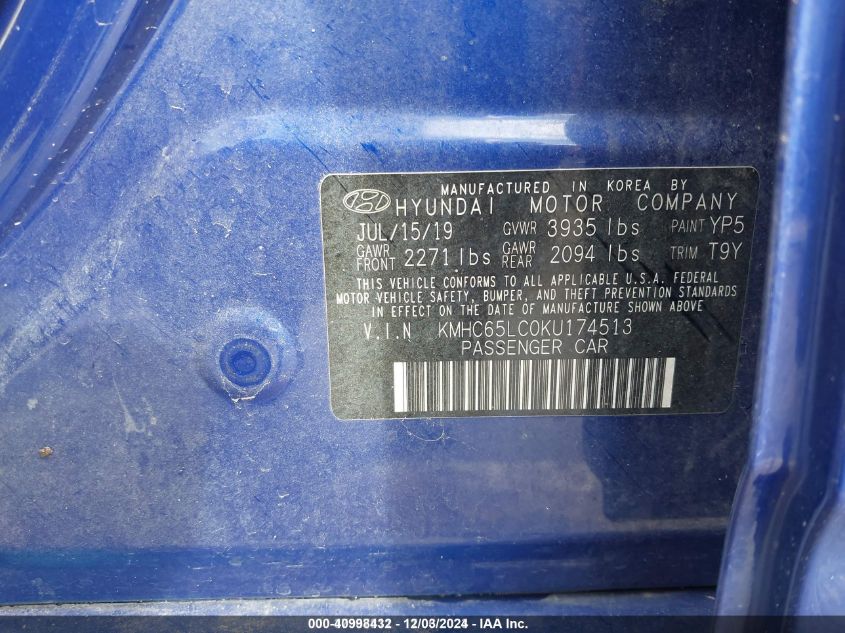 MANUFACTURED IN KOREA BY
HYUNDAI MOTOR COMPANY
JUL/15/19 GVWR 3935 lbs PAINT YP5
GAWR FRONT 2271 lbs GAWR REAR 2094 lbs TRIM T9Y
THIS VEHICLE CONFORMS TO ALL APPLICABLE U.S.A. FEDERAL
MOTOR VEHICLE SAFETY, BUMPER, AND THEFT PREVENTION STANDARDS
IN EFFECT ON THE DATE OF MANUFACTURE SHOWN ABOVE
V.I.N KMHC65LC0KU174513
PASSENGER CAR
000-40998432 - 12/03/2024 - IAA Inc.